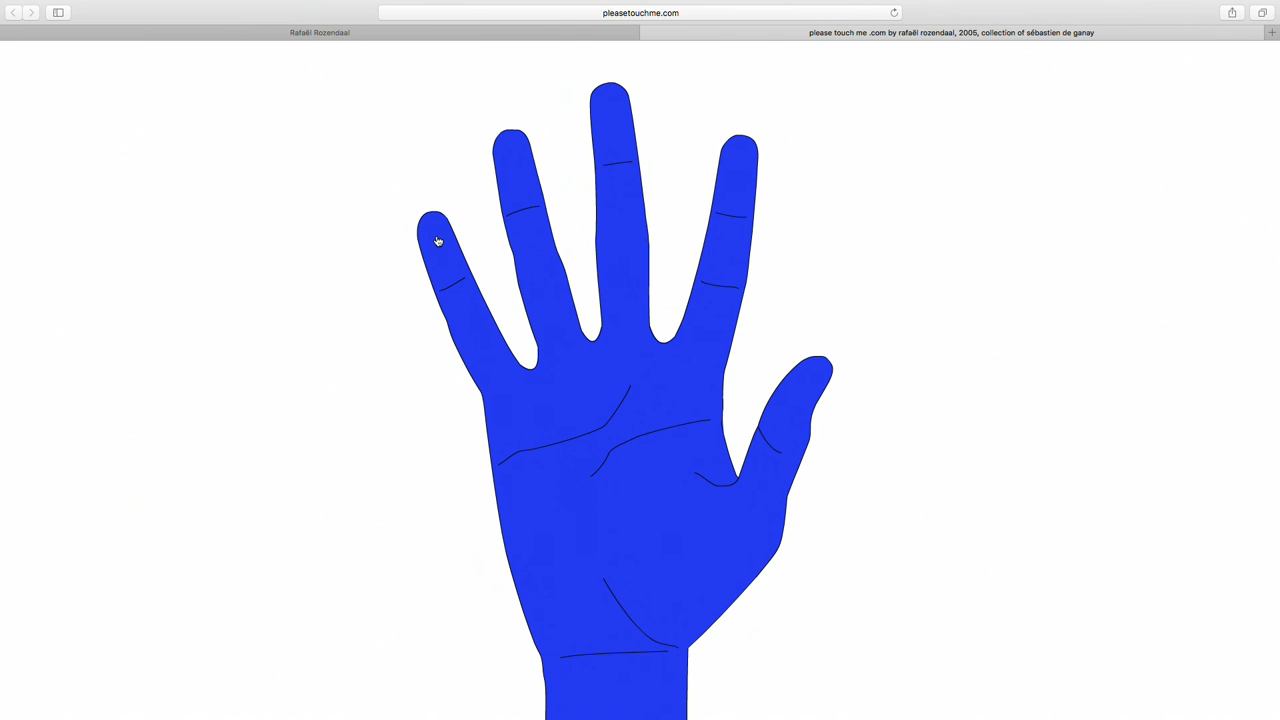 pleasetouchme.com
Rafaël Rozendaal
please touch me .com by rafaël rozendaal, 2005, collection of sébastien de ganay